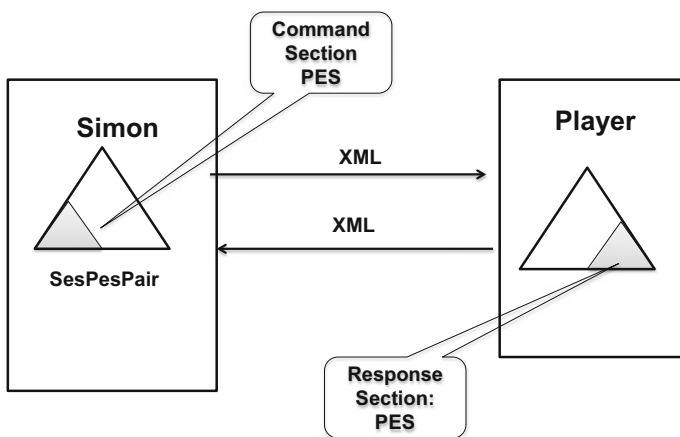 Command
Section
PES
Simon
Player
XML
XML
SesPesPair
Response
Section:
PES